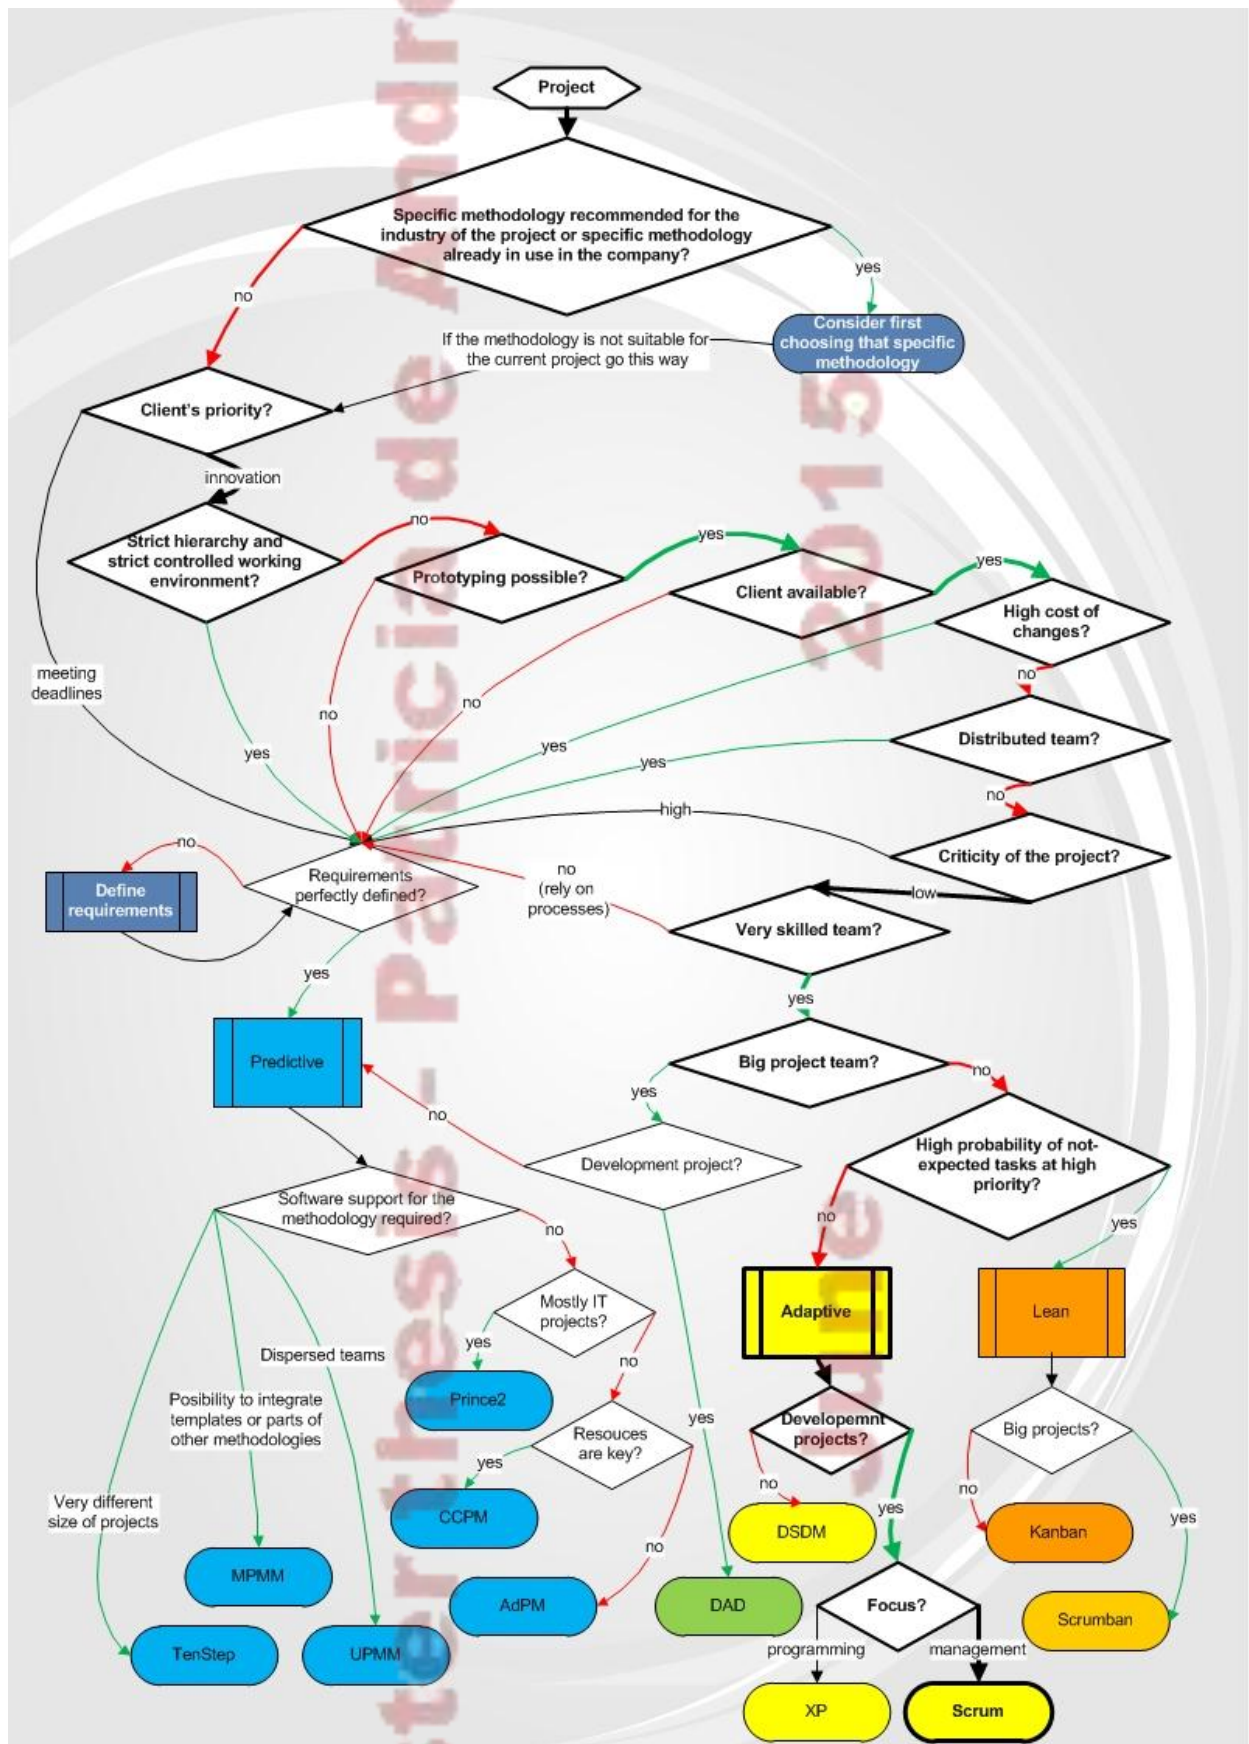 Project
Specific methodology recommended for the
industry of the project or specific methodology
already in use in the company?
yes
no
Consider first
choosing that specific
methodology
If the methodology is not suitable for
the current project go this way
Client's priority?
innovation
Strict hierarchy and
strict controlled working
environment?
no
Prototyping possible?
yes
Client available?
yes
High cost of
changes?
no
meeting
deadlines
yes
no
no
yes
yes
Distributed team?
no
high
Criticity of the project?
low
no
Define
requirements
Requirements
perfectly defined?
no
(rely on
processes)
Very skilled team?
yes
yes
Predictive
Big project team?
no
yes
no
Development project?
High probability of not-
expected tasks at high
priority?
no
yes
Software support for the
methodology required?
no
Mostly IT
projects?
yes
no
Adaptive
Lean
Dispersed teams
Posibility to integrate
templates or parts of
other methodologies
Prince2
Resouces
are key?
yes
no
yes
Developemnt
projects?
Big projects?
no
yes
no
yes
Very different
size of projects
CCPM
DSDM
Kanban
MPMM
AdPM
DAD
Focus?
Scrumban
TenStep
UPMM
programming
management
XP
Scrum
ster thesis - Patricia de Andre
June 2015